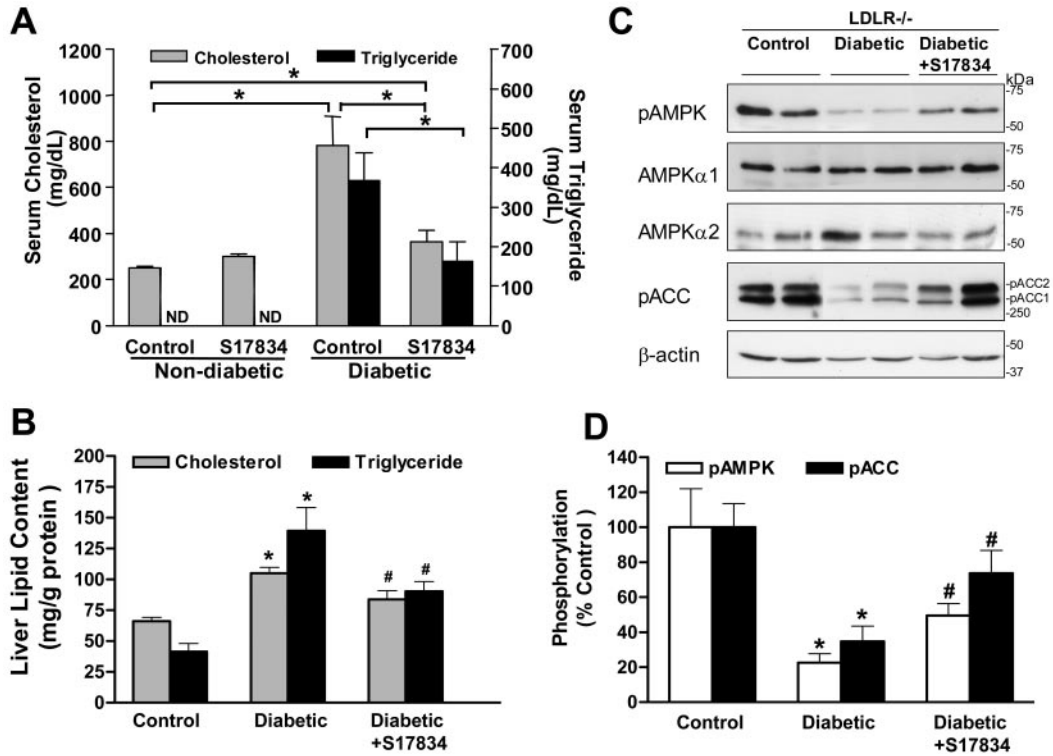 A
1200
1000
800
600
400
200
0
Serum Cholesterol
(mg/dL)
Cholesterol
Triglyceride
*
* *
*
700
600
500
400
300
200
100
0
Serum Triglyceride
(mg/dL)
ND
ND
Control S17834 Control S17834
Non-diabetic Diabetic
B
200
175
150
125
100
75
50
25
0
Liver Lipid Content
(mg/g protein )
Cholesterol Triglyceride
*
*
# #
Control Diabetic Diabetic
+S17834
C
LDLR-/-
Control Diabetic Diabetic
+S17834
kDa
pAMPK
-75
-50
AMPKα1
-75
-50
AMPKα2
-75
-50
pACC
-pACC2
-pACC1
-250
β-actin
-50
-37
D
140
120
100
80
60
40
20
0
Phosphorylation
(% Control )
pAMPK pACC
* *
# #
Control Diabetic Diabetic
+S17834